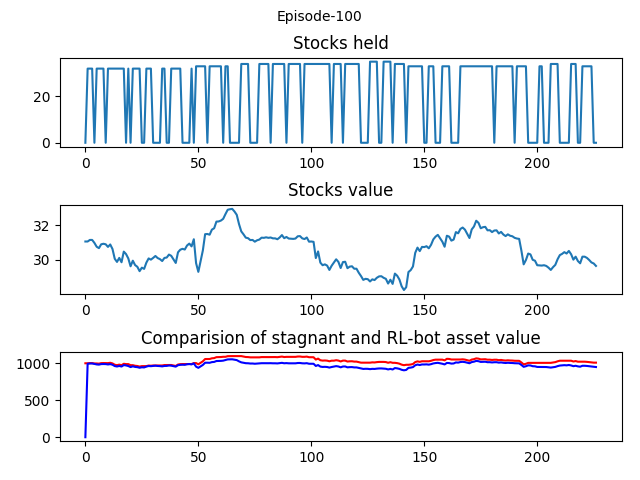 Episode-100
Stocks held
20
0
0 50 100 150 200
Stocks value
32
30
0 50 100 150 200
Comparision of stagnant and RL-bot asset value
1000
500
0
0 50 100 150 200